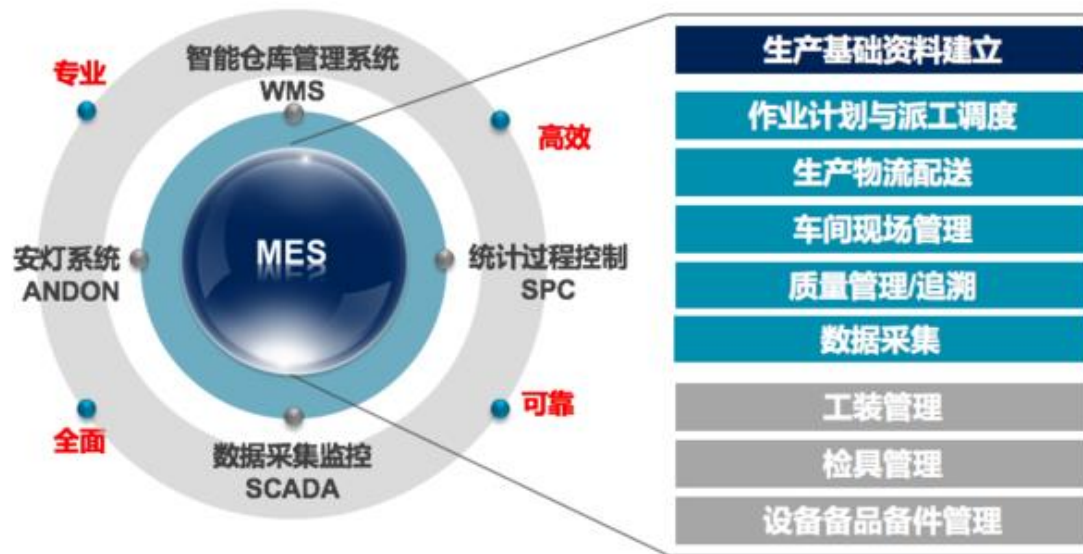 专业
智能仓库管理系统
WMS
高效
安灯系统
ANDON
MES
统计过程控制
SPC
全面
数据采集监控
SCADA
可靠
生产基础资料建立
作业计划与派工调度
生产物流配送
车间现场管理
质量管理/追溯
数据采集
工装管理
检具管理
设备备品备件管理